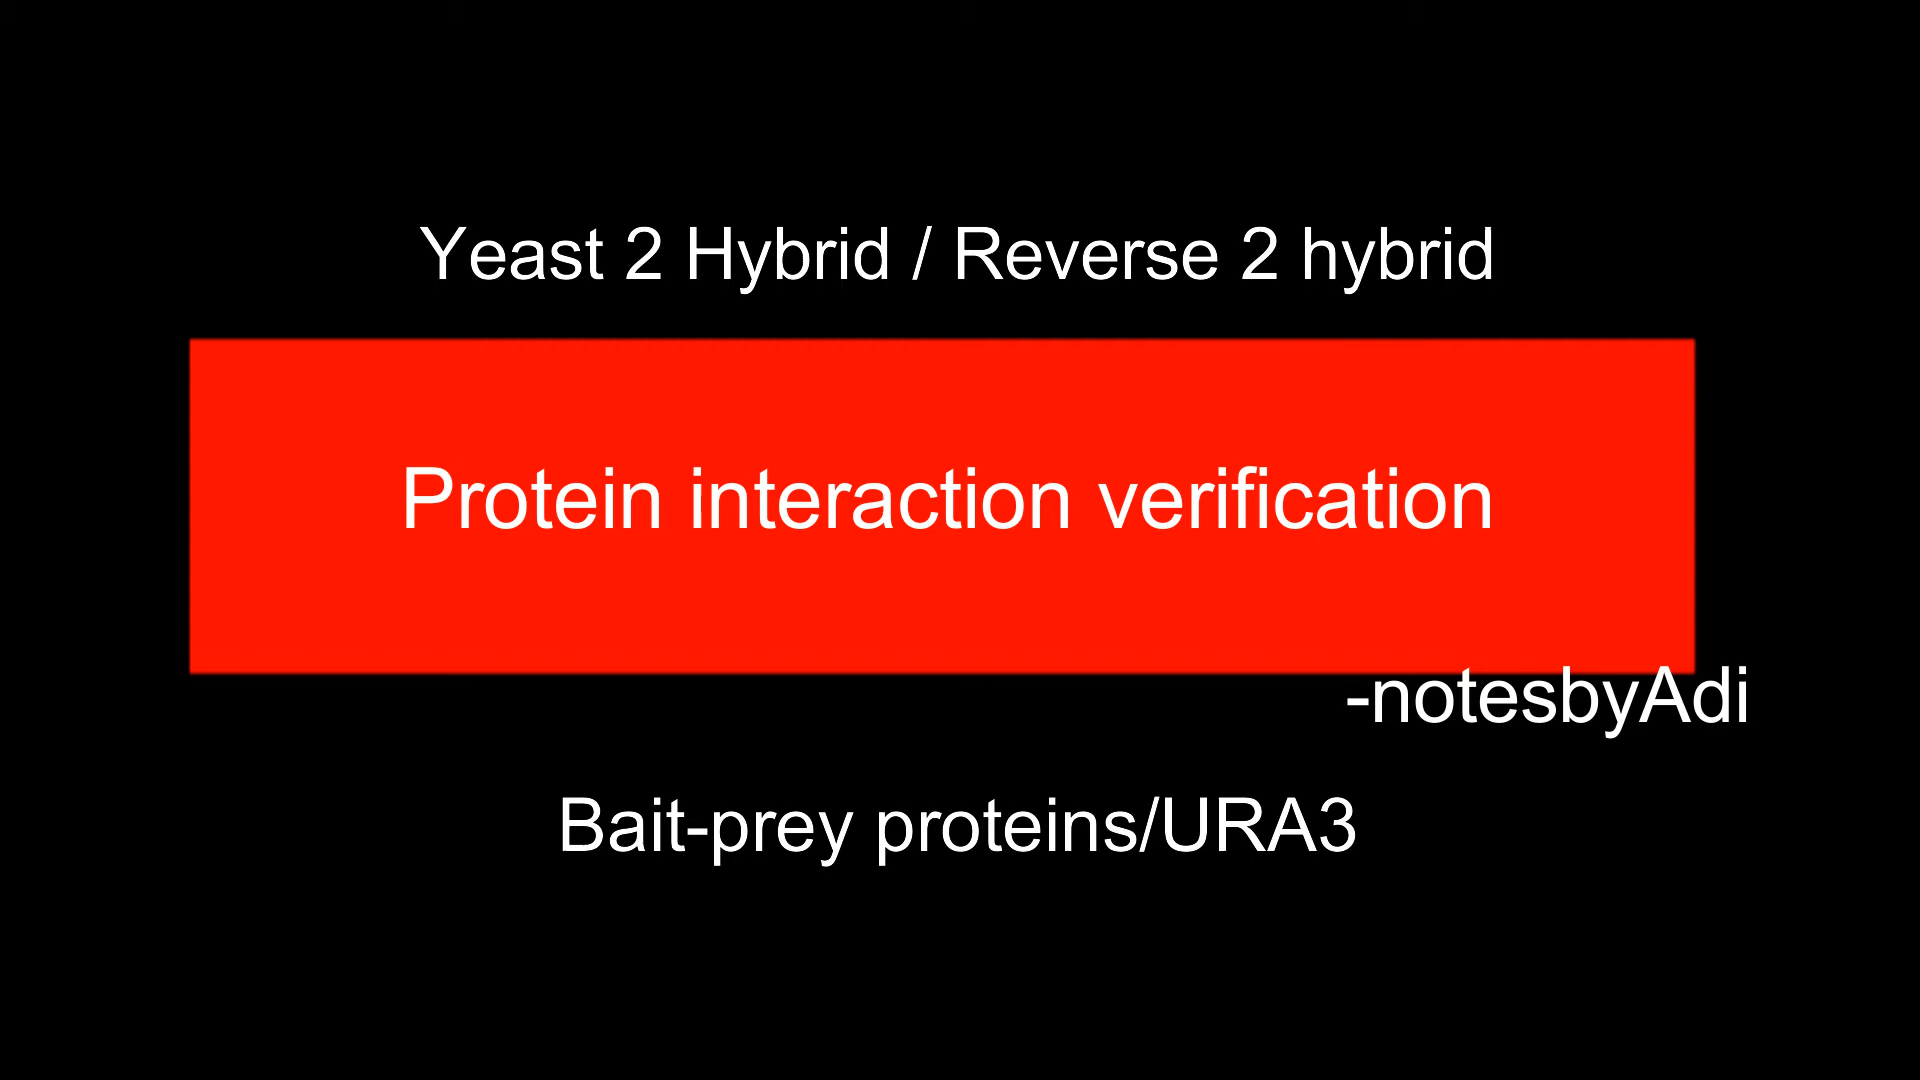 Yeast 2 Hybrid / Reverse 2 hybrid
Protein interaction verification
-notesbyAdi
Bait-prey proteins/URA3